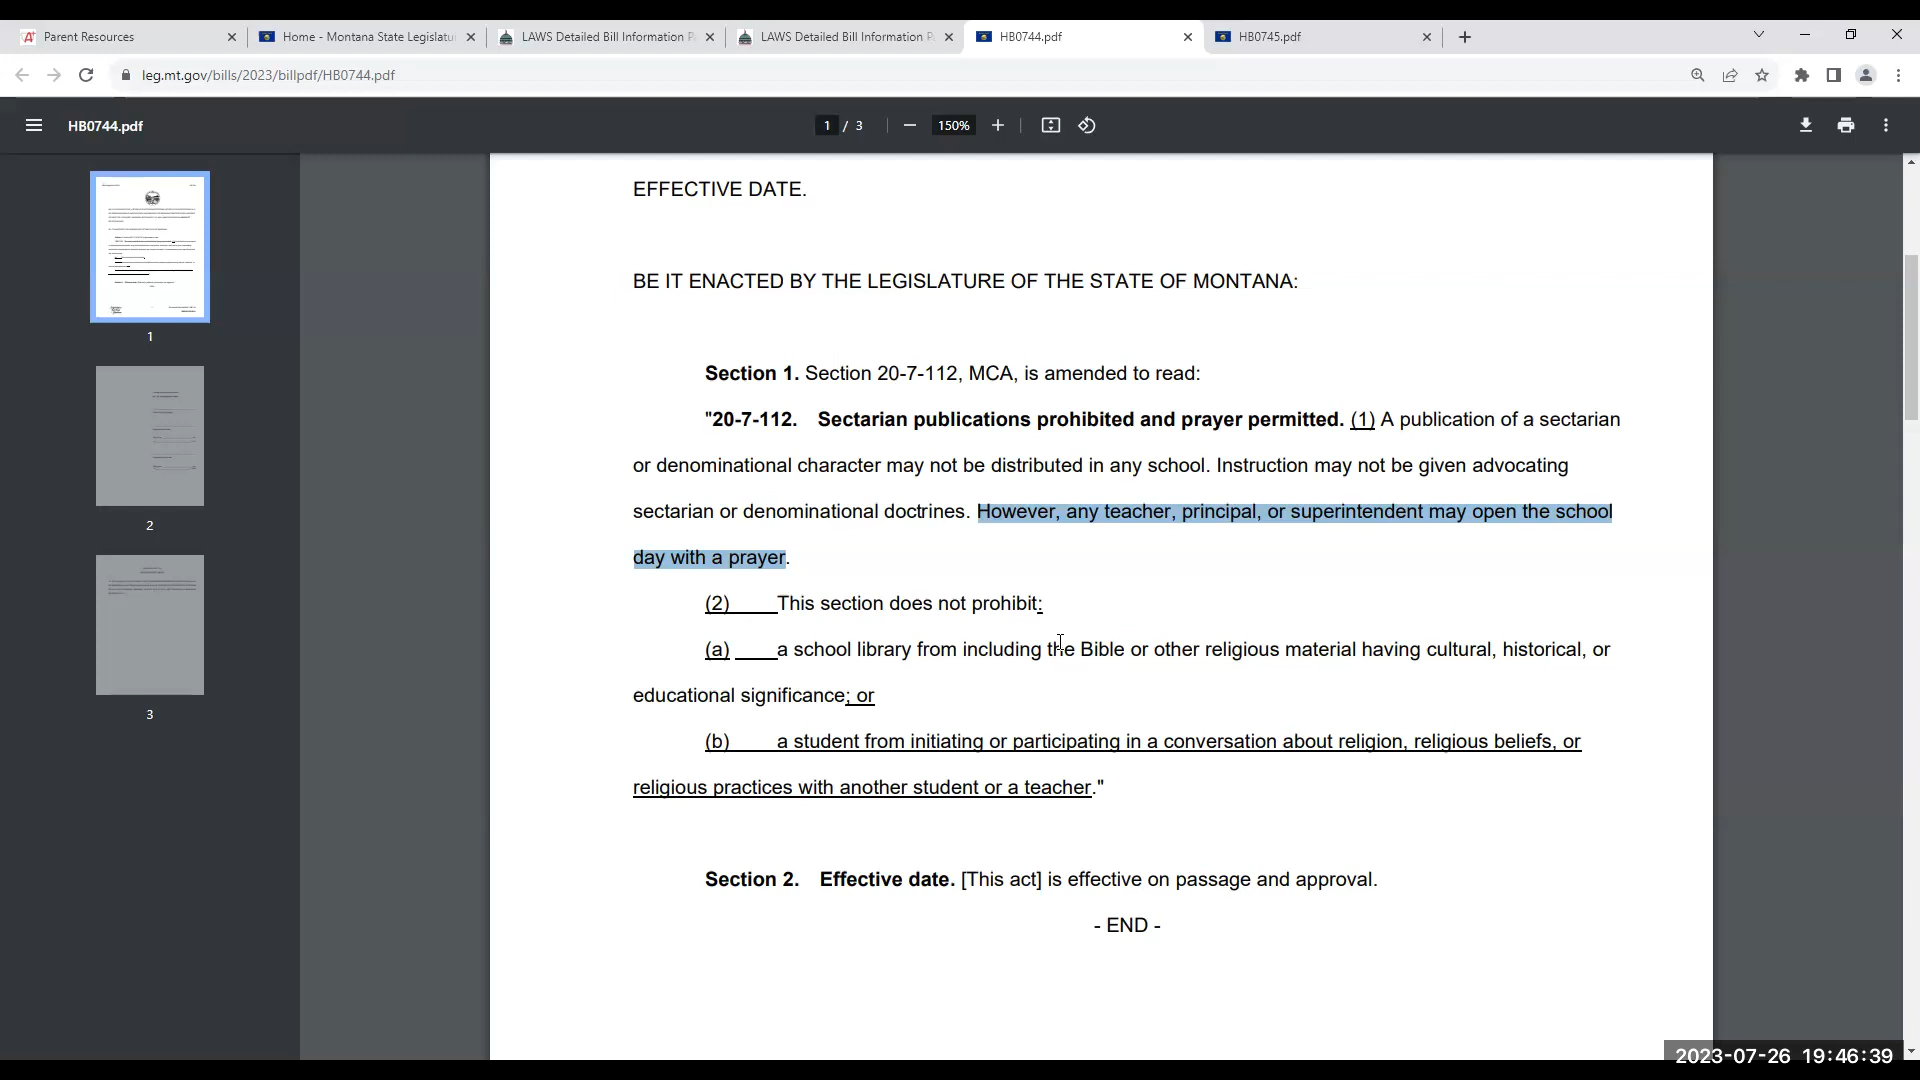 Parent Resources
Home - Montana State Legislatu
LAWS Detailed Bill Information P
LAWS Detailed Bill Information P
HB0744.pdf
HB0745.pdf
leg.mt.gov/bills/2023/billpdf/HB0744.pdf
HB0744.pdf
1 / 3
150%
EFFECTIVE DATE.
BE IT ENACTED BY THE LEGISLATURE OF THE STATE OF MONTANA:
Section 1. Section 20-7-112, MCA, is amended to read:
"20-7-112. Sectarian publications prohibited and prayer permitted. (1) A publication of a sectarian
or denominational character may not be distributed in any school. Instruction may not be given advocating
sectarian or denominational doctrines. However, any teacher, principal, or superintendent may open the school
day with a prayer.
(2) This section does not prohibit:
(a) a school library from including the Bible or other religious material having cultural, historical, or
educational significance; or
(b) a student from initiating or participating in a conversation about religion, religious beliefs, or
religious practices with another student or a teacher."
Section 2. Effective date. [This act] is effective on passage and approval.
- END -
1
2
3
2023-07-26 19:46:39